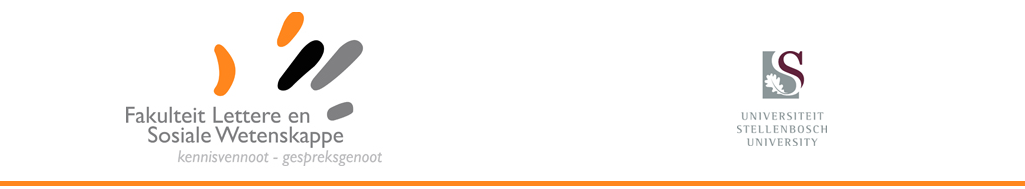 Fakulteit Lettere en
Sosiale Wetenskappe
kennisvennoot - gespreksgenoot
S
UNIVERSITEIT
STELLENBOSCH
UNIVERSITY